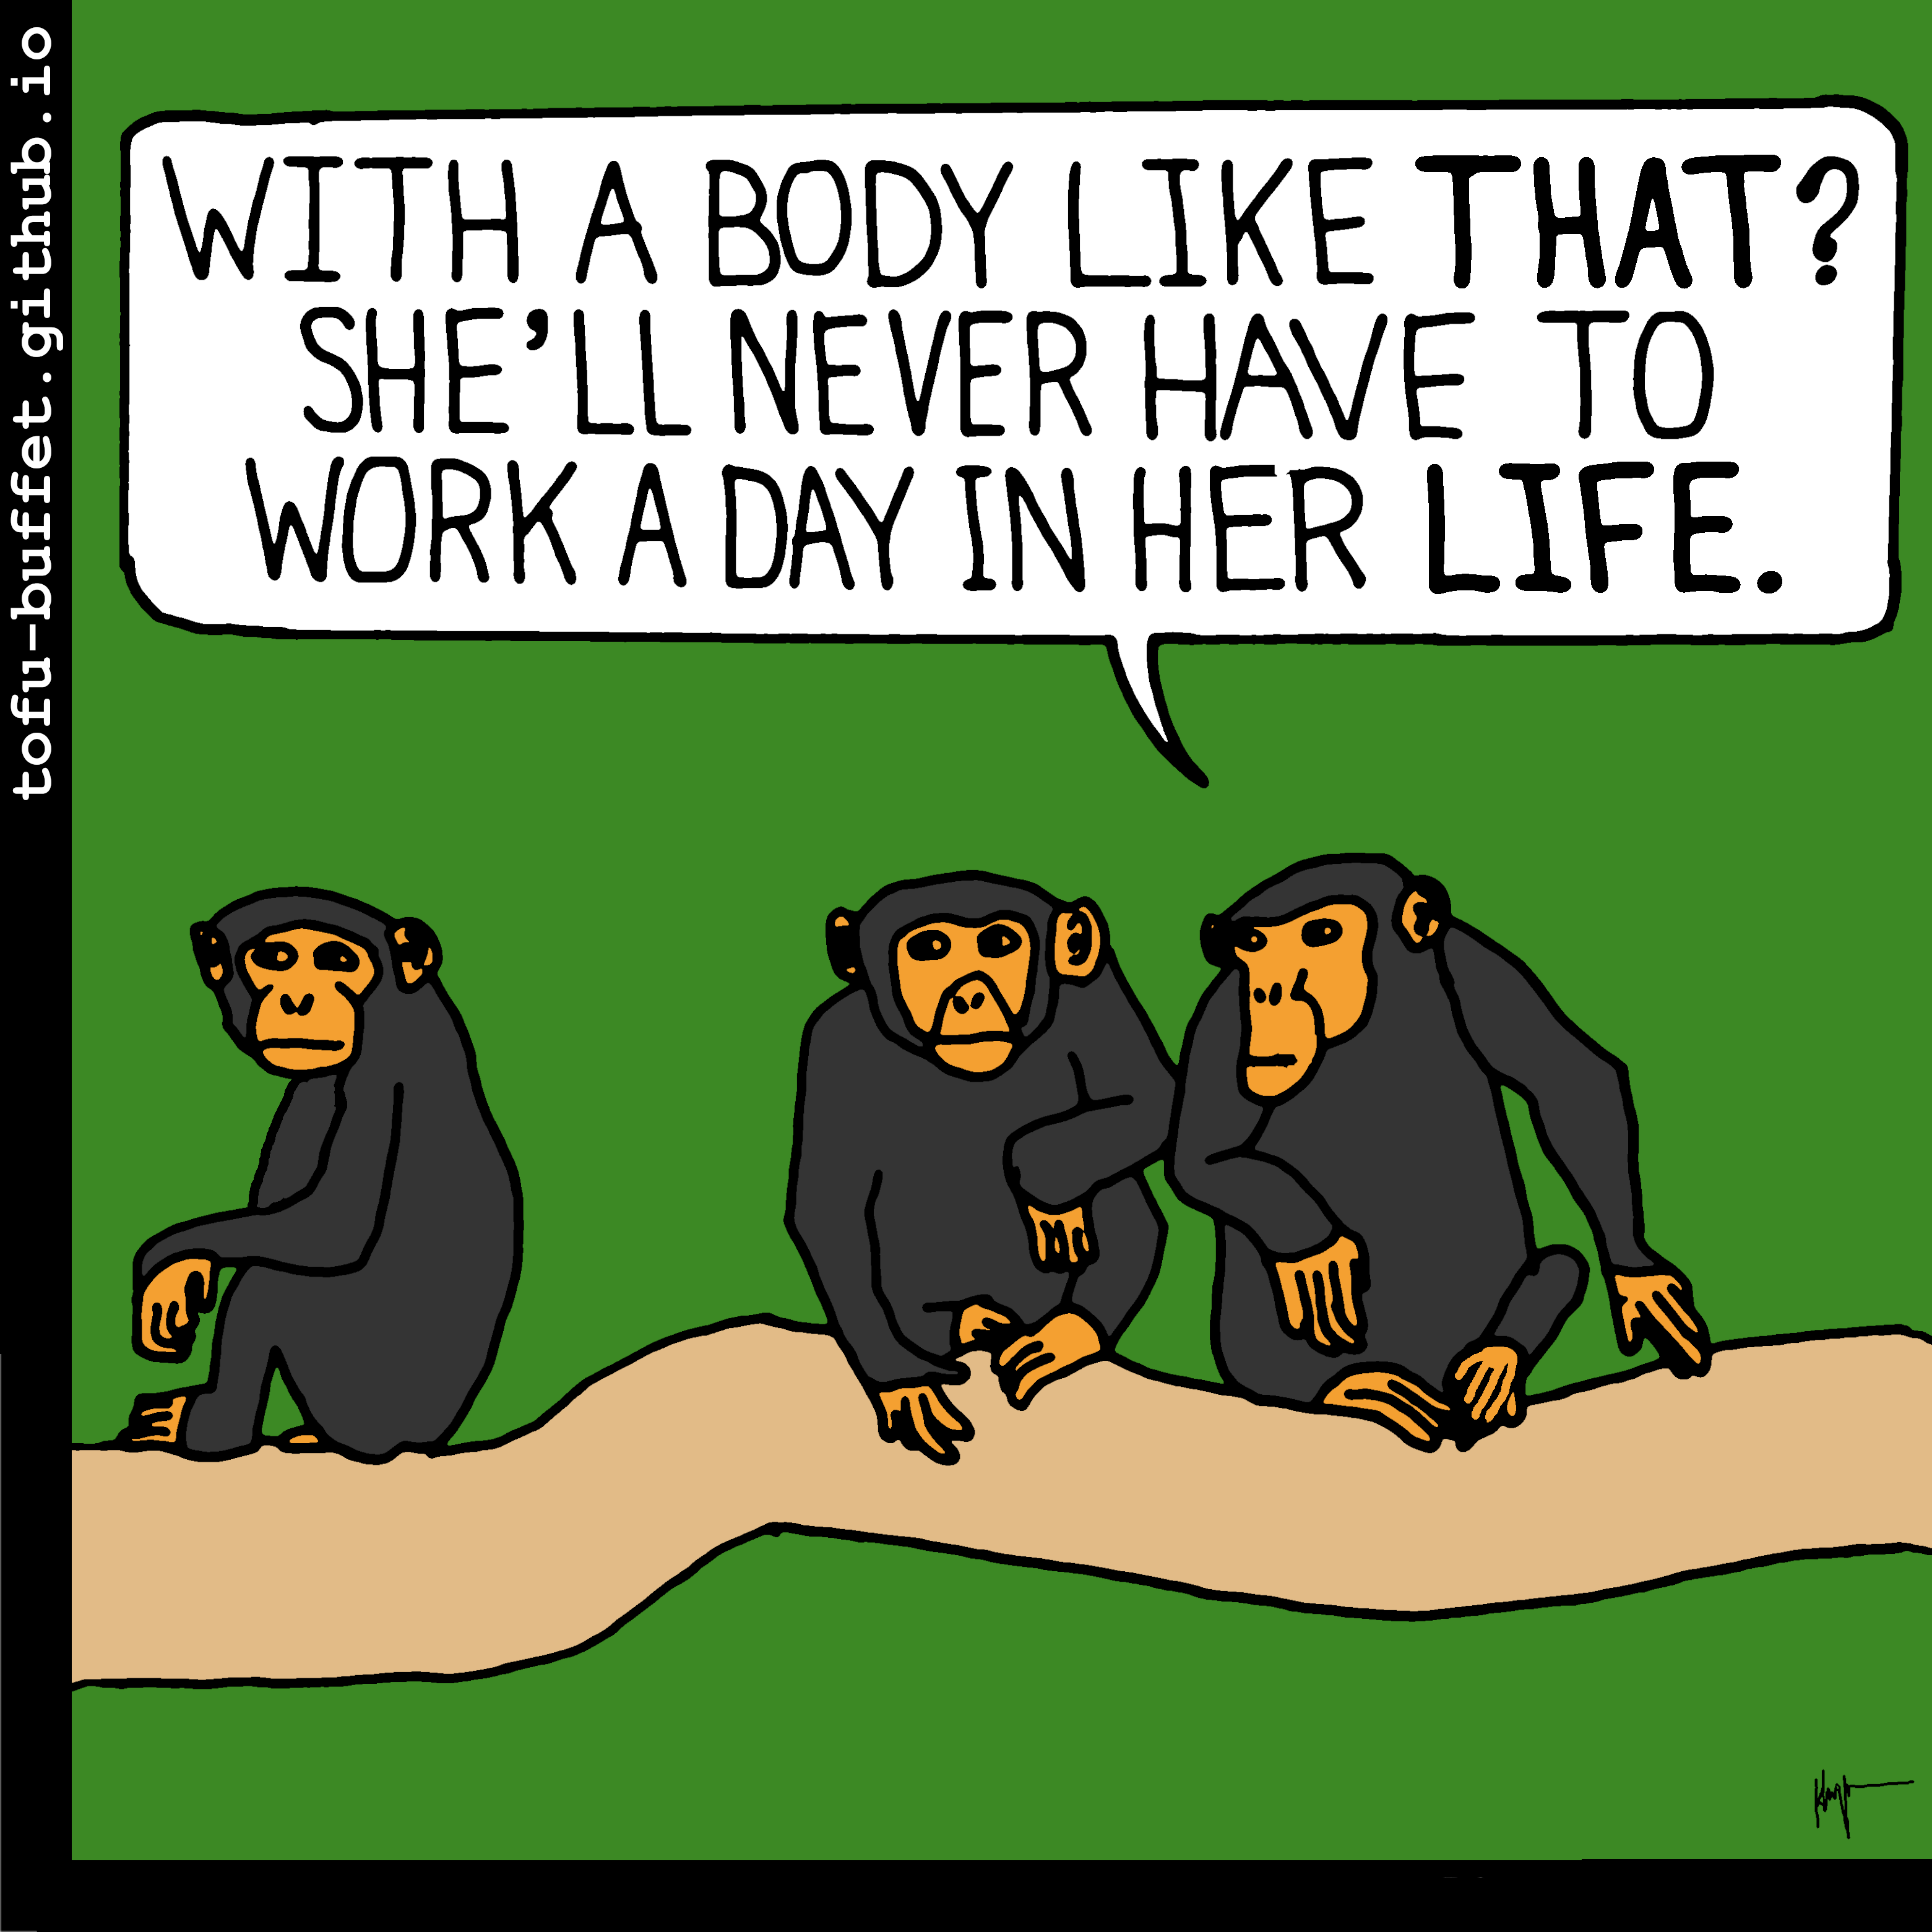 tofu-buffet.github.io
WITH A BODY LIKE THAT?
SHE'LL NEVER HAVE TO
WORK A DAY IN HER LIFE.